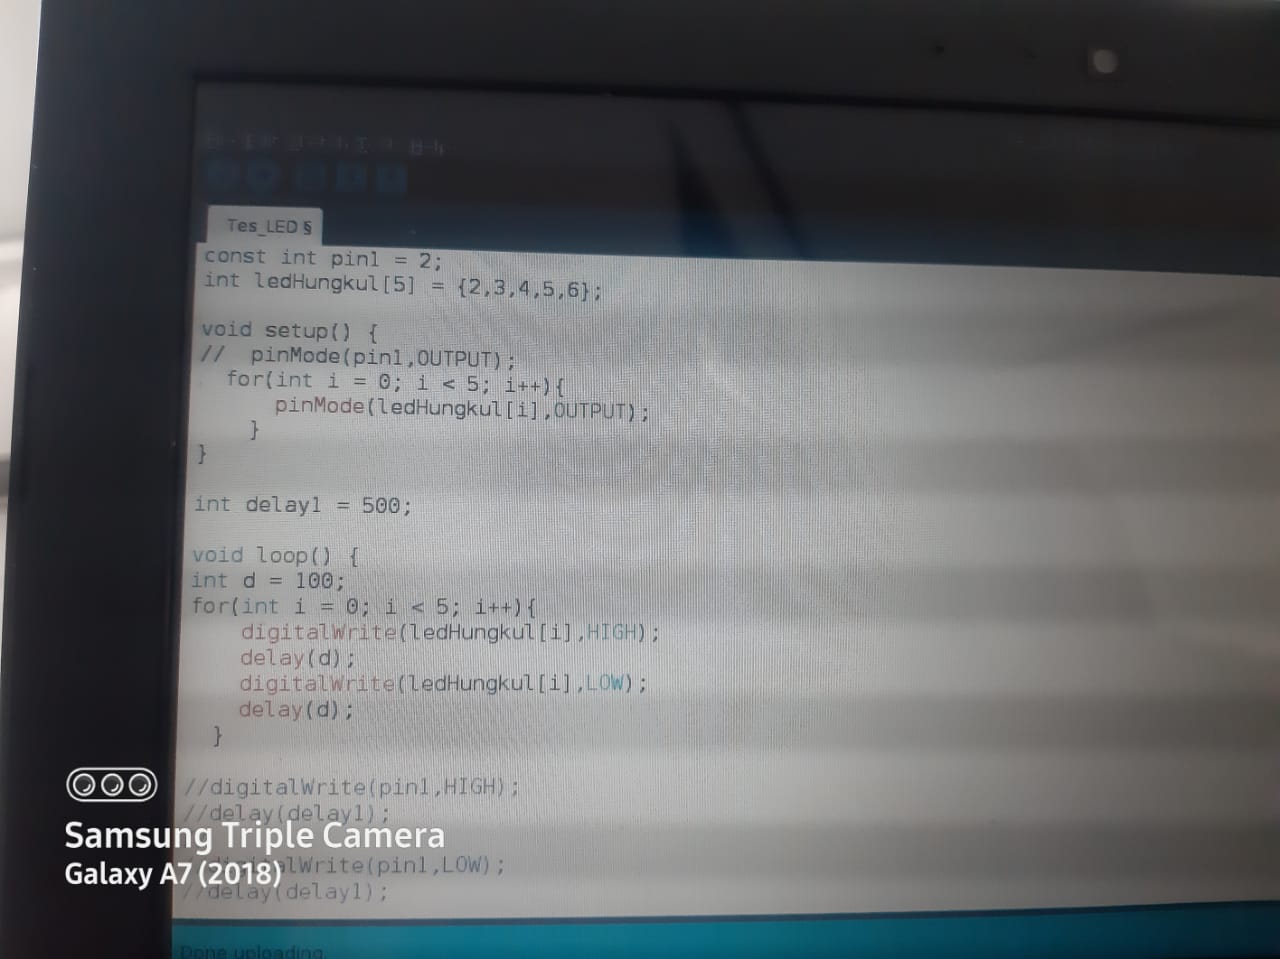 Tes_LED §
const int pin1 = 2;
int ledHungkul[5] = {2,3,4,5,6};
void setup() {
// pinMode(pin1,OUTPUT);
for(int i = 0; i < 5; i++){
pinMode(ledHungkul[i],OUTPUT);
}
}
int delay1 = 500;
void loop() {
int d = 100;
for(int i = 0; i < 5; i++){
digitalWrite(ledHungkul[i],HIGH);
delay(d);
digitalWrite(ledHungkul[i],LOW);
delay(d);
}
//digitalWrite(pin1,HIGH);
//delay(delay1);
Samsung Triple Camera
(pin1,LOW);
Galaxy A7 (2018)
//delay(delay1);
Done uploading.